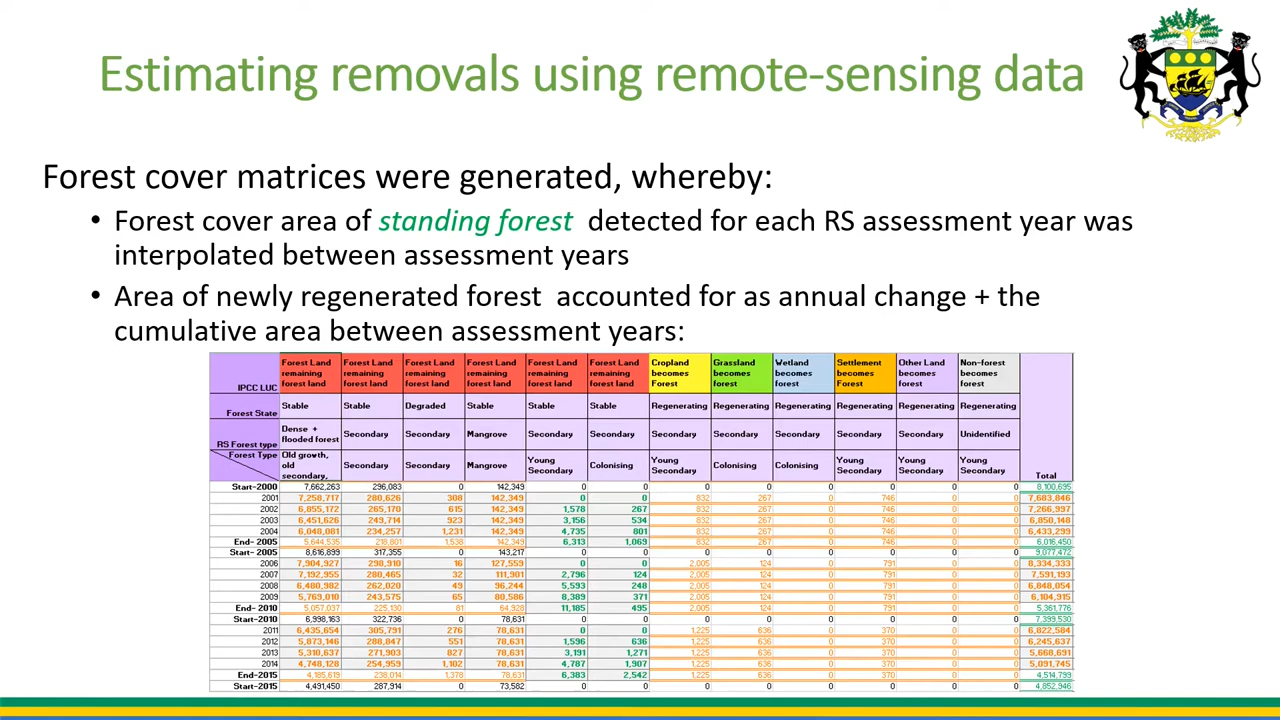 Estimating removals using remote-sensing data
Forest cover matrices were generated, whereby:
• Forest cover area of standing forest detected for each RS assessment year was
interpolated between assessment years
• Area of newly regenerated forest accounted for as annual change + the
cumulative area between assessment years:
IPCC LUC Forest Land remaining forest land Forest Land remaining forest land Forest Land remaining forest land Forest Land remaining forest land Forest Land remaining forest land Forest Land remaining forest land Cropland becomes Forest Grassland becomes forest Wetland becomes forest Settlement becomes Forest Other Land becomes forest Non-forest becomes forest
Forest State Stable Stable Degraded Stable Stable Stable Regenerating Regenerating Regenerating Regenerating Regenerating Regenerating
RS Forest type Dense + flooded forest Secondary Secondary Mangrove Secondary Secondary Secondary Secondary Secondary Secondary Secondary Unidentified
Forest Type Old growth, old secondary, Secondary Secondary Mangrove Young Secondary Colonising Young Secondary Colonising Colonising Young Secondary Young Secondary Young Secondary Total
Start-2000 7,662,263 296,083 0 142,349 0 0 0 0 0 0 0 0 8,100,695
2001 7,258,717 280,626 308 142,349 0 0 832 267 0 746 0 0 7,683,846
2002 6,855,172 265,170 615 142,349 1,578 267 832 267 0 746 0 0 7,266,997
2003 6,451,626 249,714 923 142,349 3,156 534 832 267 0 746 0 0 6,850,148
2004 6,048,081 234,257 1,231 142,349 4,735 801 832 267 0 746 0 0 6,433,299
End- 2005 5,644,535 218,801 1,538 142,349 6,313 1,069 832 267 0 746 0 0 6,016,450
Start- 2005 8,616,899 317,355 0 143,217 0 0 0 0 0 0 0 0 9,077,472
2006 7,904,927 298,910 16 127,559 0 0 2,005 124 0 791 0 0 8,334,333
2007 7,192,955 280,465 32 111,901 2,796 124 2,005 124 0 791 0 0 7,591,193
2008 6,480,982 262,020 49 96,244 5,593 248 2,005 124 0 791 0 0 6,848,054
2009 5,769,010 243,575 65 80,586 8,389 371 2,005 124 0 791 0 0 6,104,915
End- 2010 5,057,037 225,130 81 64,928 11,185 495 2,005 124 0 791 0 0 5,361,776
Start-2010 6,998,163 322,736 0 78,631 0 0 0 0 0 0 0 0 7,399,530
2011 6,435,654 305,791 276 78,631 0 0 1,225 636 0 370 0 0 6,822,584
2012 5,873,146 288,847 551 78,631 1,596 636 1,225 636 0 370 0 0 6,245,637
2013 5,310,637 271,903 827 78,631 3,191 1,271 1,225 636 0 370 0 0 5,668,691
2014 4,748,128 254,959 1,102 78,631 4,787 1,907 1,225 636 0 370 0 0 5,091,745
End-2015 4,185,619 238,014 1,378 78,631 6,383 2,542 1,225 636 0 370 0 0 4,514,799
Start-2015 4,491,450 287,914 0 73,582 0 0 0 0 0 0 0 0 4,852,946